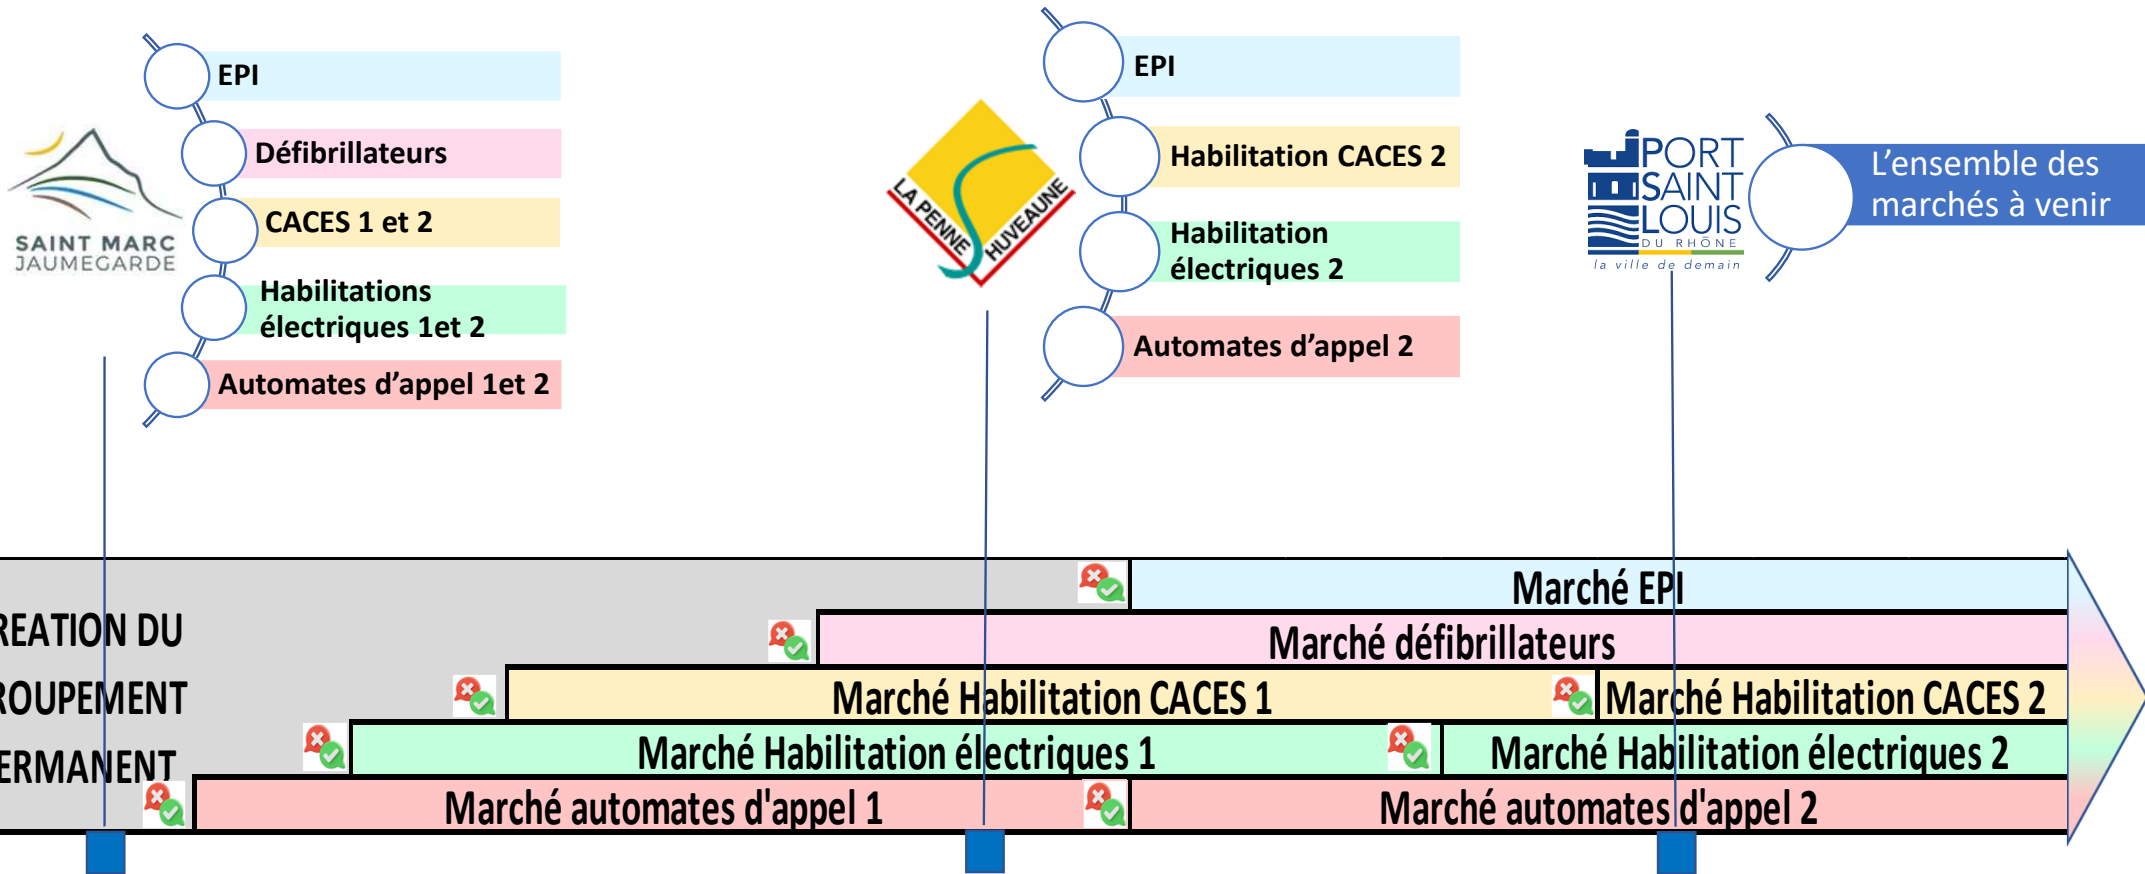 EPI
Défibrillateurs
CACES 1 et 2
Habilitations
électriques 1et 2
Automates d'appel 1et 2
SAINT MARC
JAUMEGARDE
EPI
Habilitation CACES 2
Habilitation
électriques 2
Automates d'appel 2
LA PENNE
HUVEAUNE
PORT
SAINT
LOUIS
DU RHÔNE
la ville de demain
L'ensemble des
marchés à venir
REATION DU
ROUPEMENT
ERMANENT
Marché EPI
Marché défibrillateurs
Marché Habilitation CACES 1
Marché Habilitation CACES 2
Marché Habilitation électriques 1
Marché Habilitation électriques 2
Marché automates d'appel 1
Marché automates d'appel 2